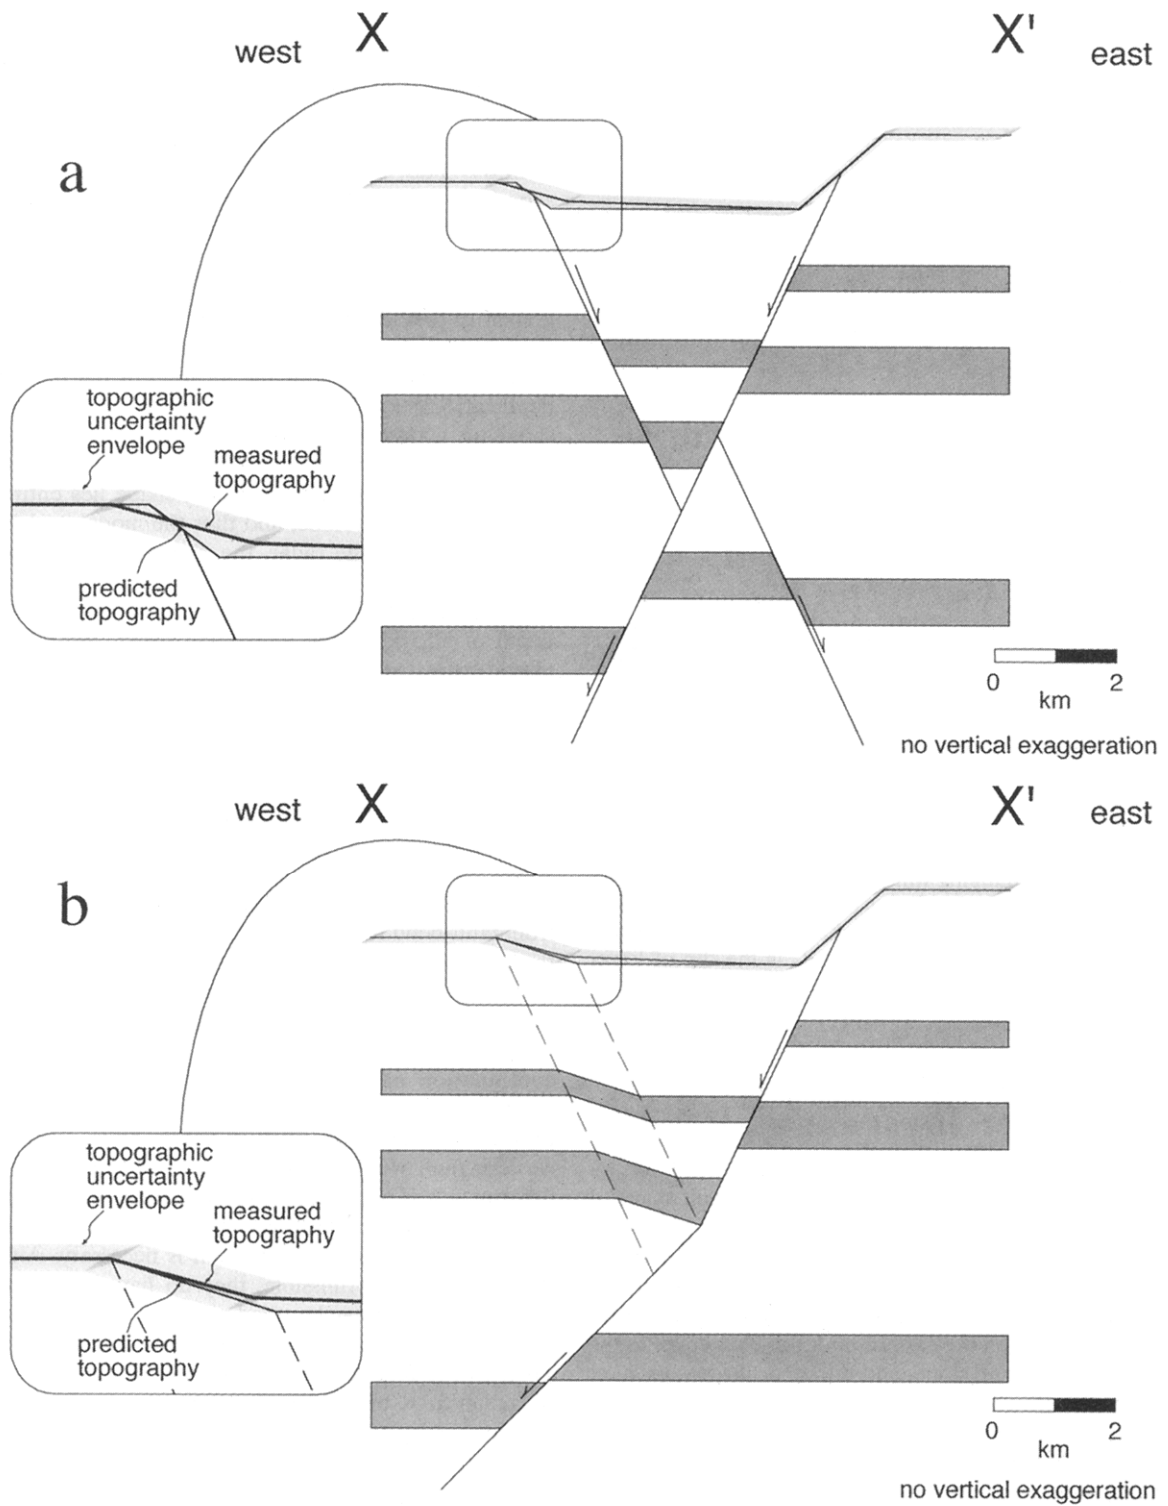 west X X' east
a
topographic
uncertainty
envelope
measured
topography
predicted
topography
0 2
km
no vertical exaggeration
west X X' east
b
topographic
uncertainty
envelope
measured
topography
predicted
topography
0 2
km
no vertical exaggeration